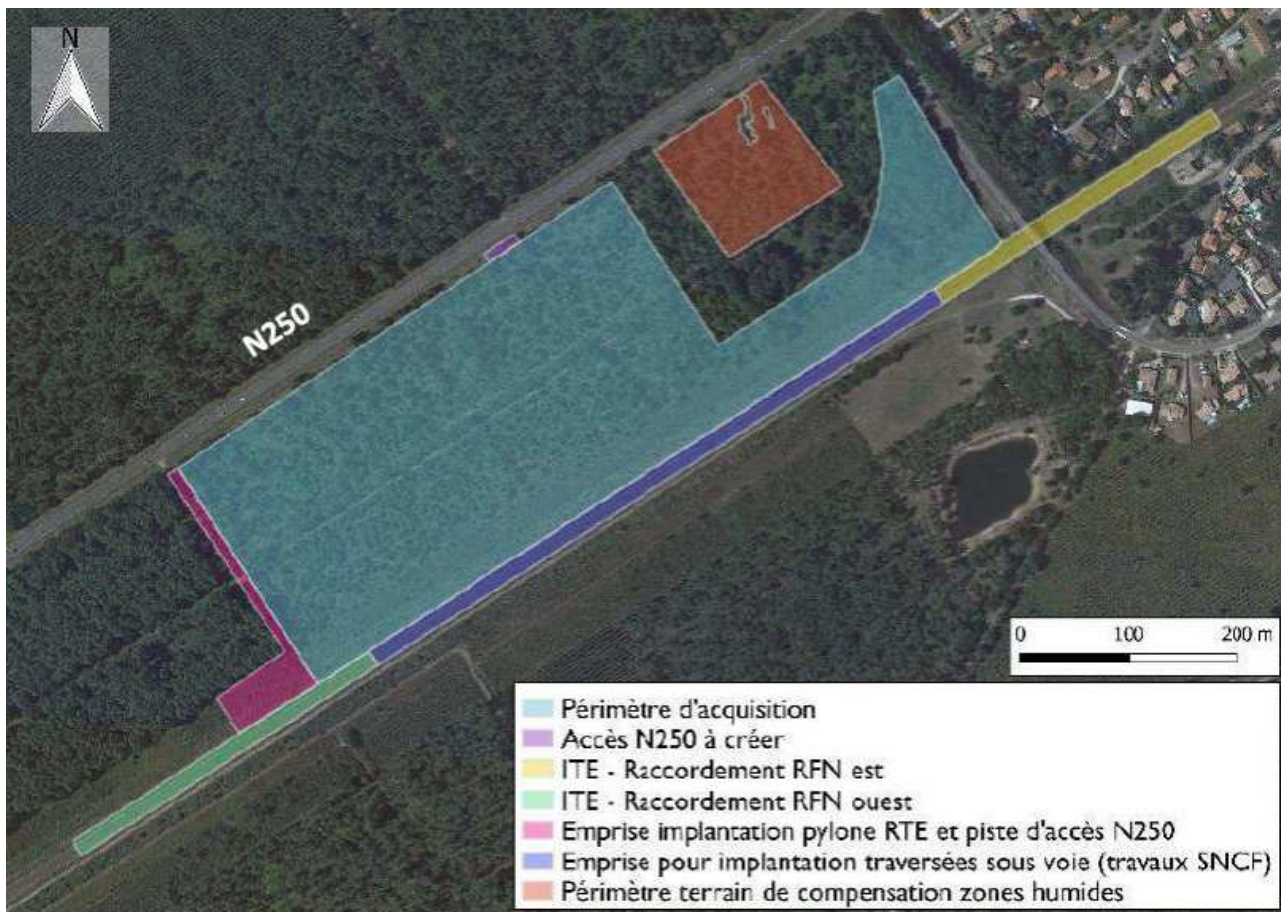 N
N250
0 100 200 m
Périmètre d'acquisition
Accès N250 à créer
ITE - Raccordement RFN est
ITE - Raccordement RFN ouest
Emprise implantation pylone RTE et piste d'accès N250
Emprise pour implantation traversées sous voie (travaux SNCF)
Périmètre terrain de compensation zones humides